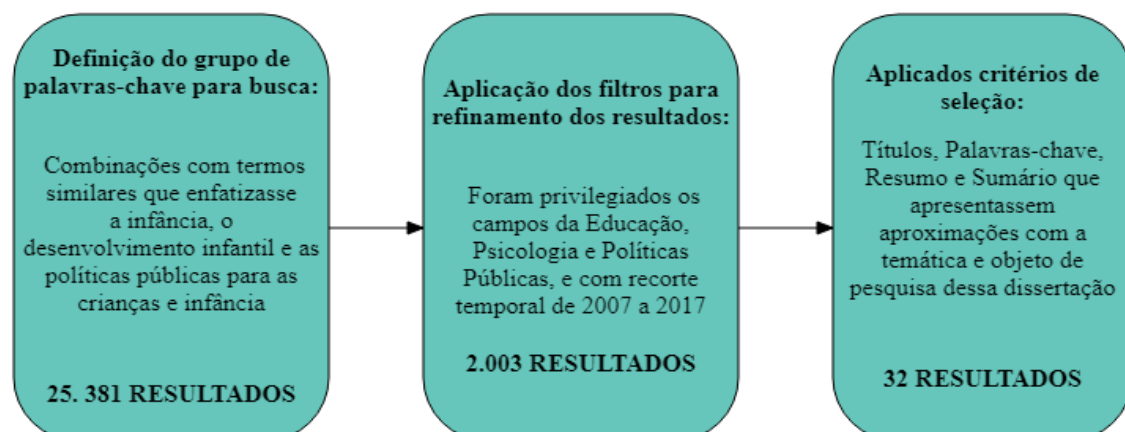 Definição do grupo de
palavras-chave para busca:
Combinações com termos
similares que enfatizasse
a infância, o
desenvolvimento infantil e as
políticas públicas para as
crianças e infância
25. 381 RESULTADOS
Aplicação dos filtros para
refinamento dos resultados:
Foram privilegiados os
campos da Educação,
Psicologia e Políticas
Públicas, e com recorte
temporal de 2007 a 2017
2.003 RESULTADOS
Aplicados critérios de
seleção:
Títulos, Palavras-chave,
Resumo e Sumário que
apresentassem
aproximações com a
temática e objeto de
pesquisa dessa dissertação
32 RESULTADOS